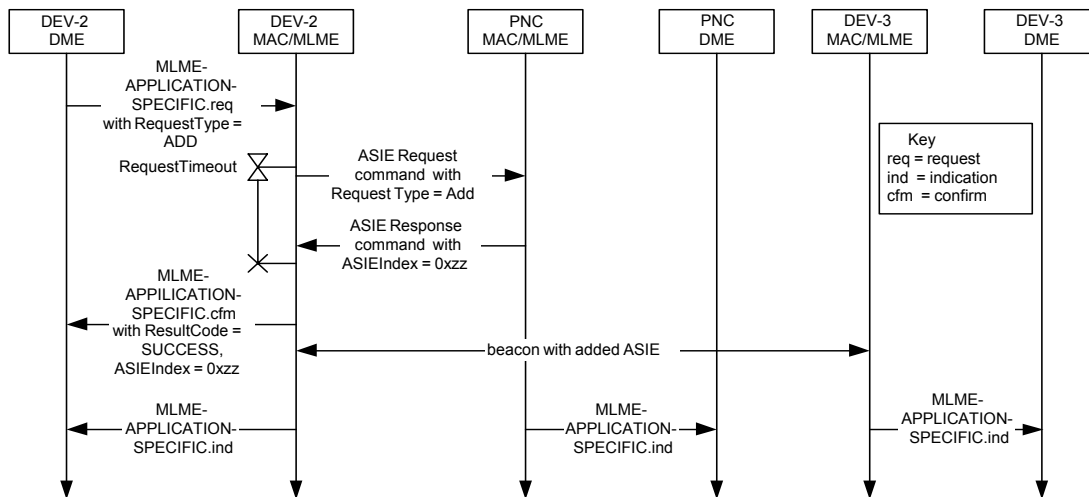 DEV-2
DME
DEV-2
MAC/MLME
PNC
MAC/MLME
PNC
DME
DEV-3
MAC/MLME
DEV-3
DME
MLME-
APPLICATION-
SPECIFIC.req
with RequestType =
ADD
RequestTimeout
ASIE Request
command with
Request Type = Add
Key
req = request
ind = indication
cfm = confirm
ASIE Response
command with
ASIEIndex = 0xzz
MLME-
APPILICATION-
SPECIFIC.cfm
with ResultCode =
SUCCESS,
ASIEIndex = 0xzz
beacon with added ASIE
MLME-
APPLICATION-
SPECIFIC.ind
MLME-
APPLICATION-
SPECIFIC.ind
MLME-
APPLICATION-
SPECIFIC.ind